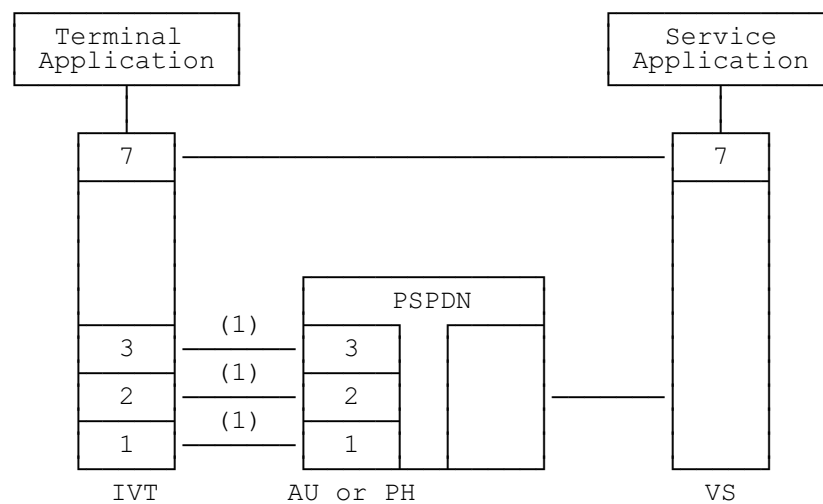 Terminal
Application
Service
Application
7
7
PSPDN
(1)
3
3
(1)
2
2
(1)
1
1
IVT
AU or PH
VS